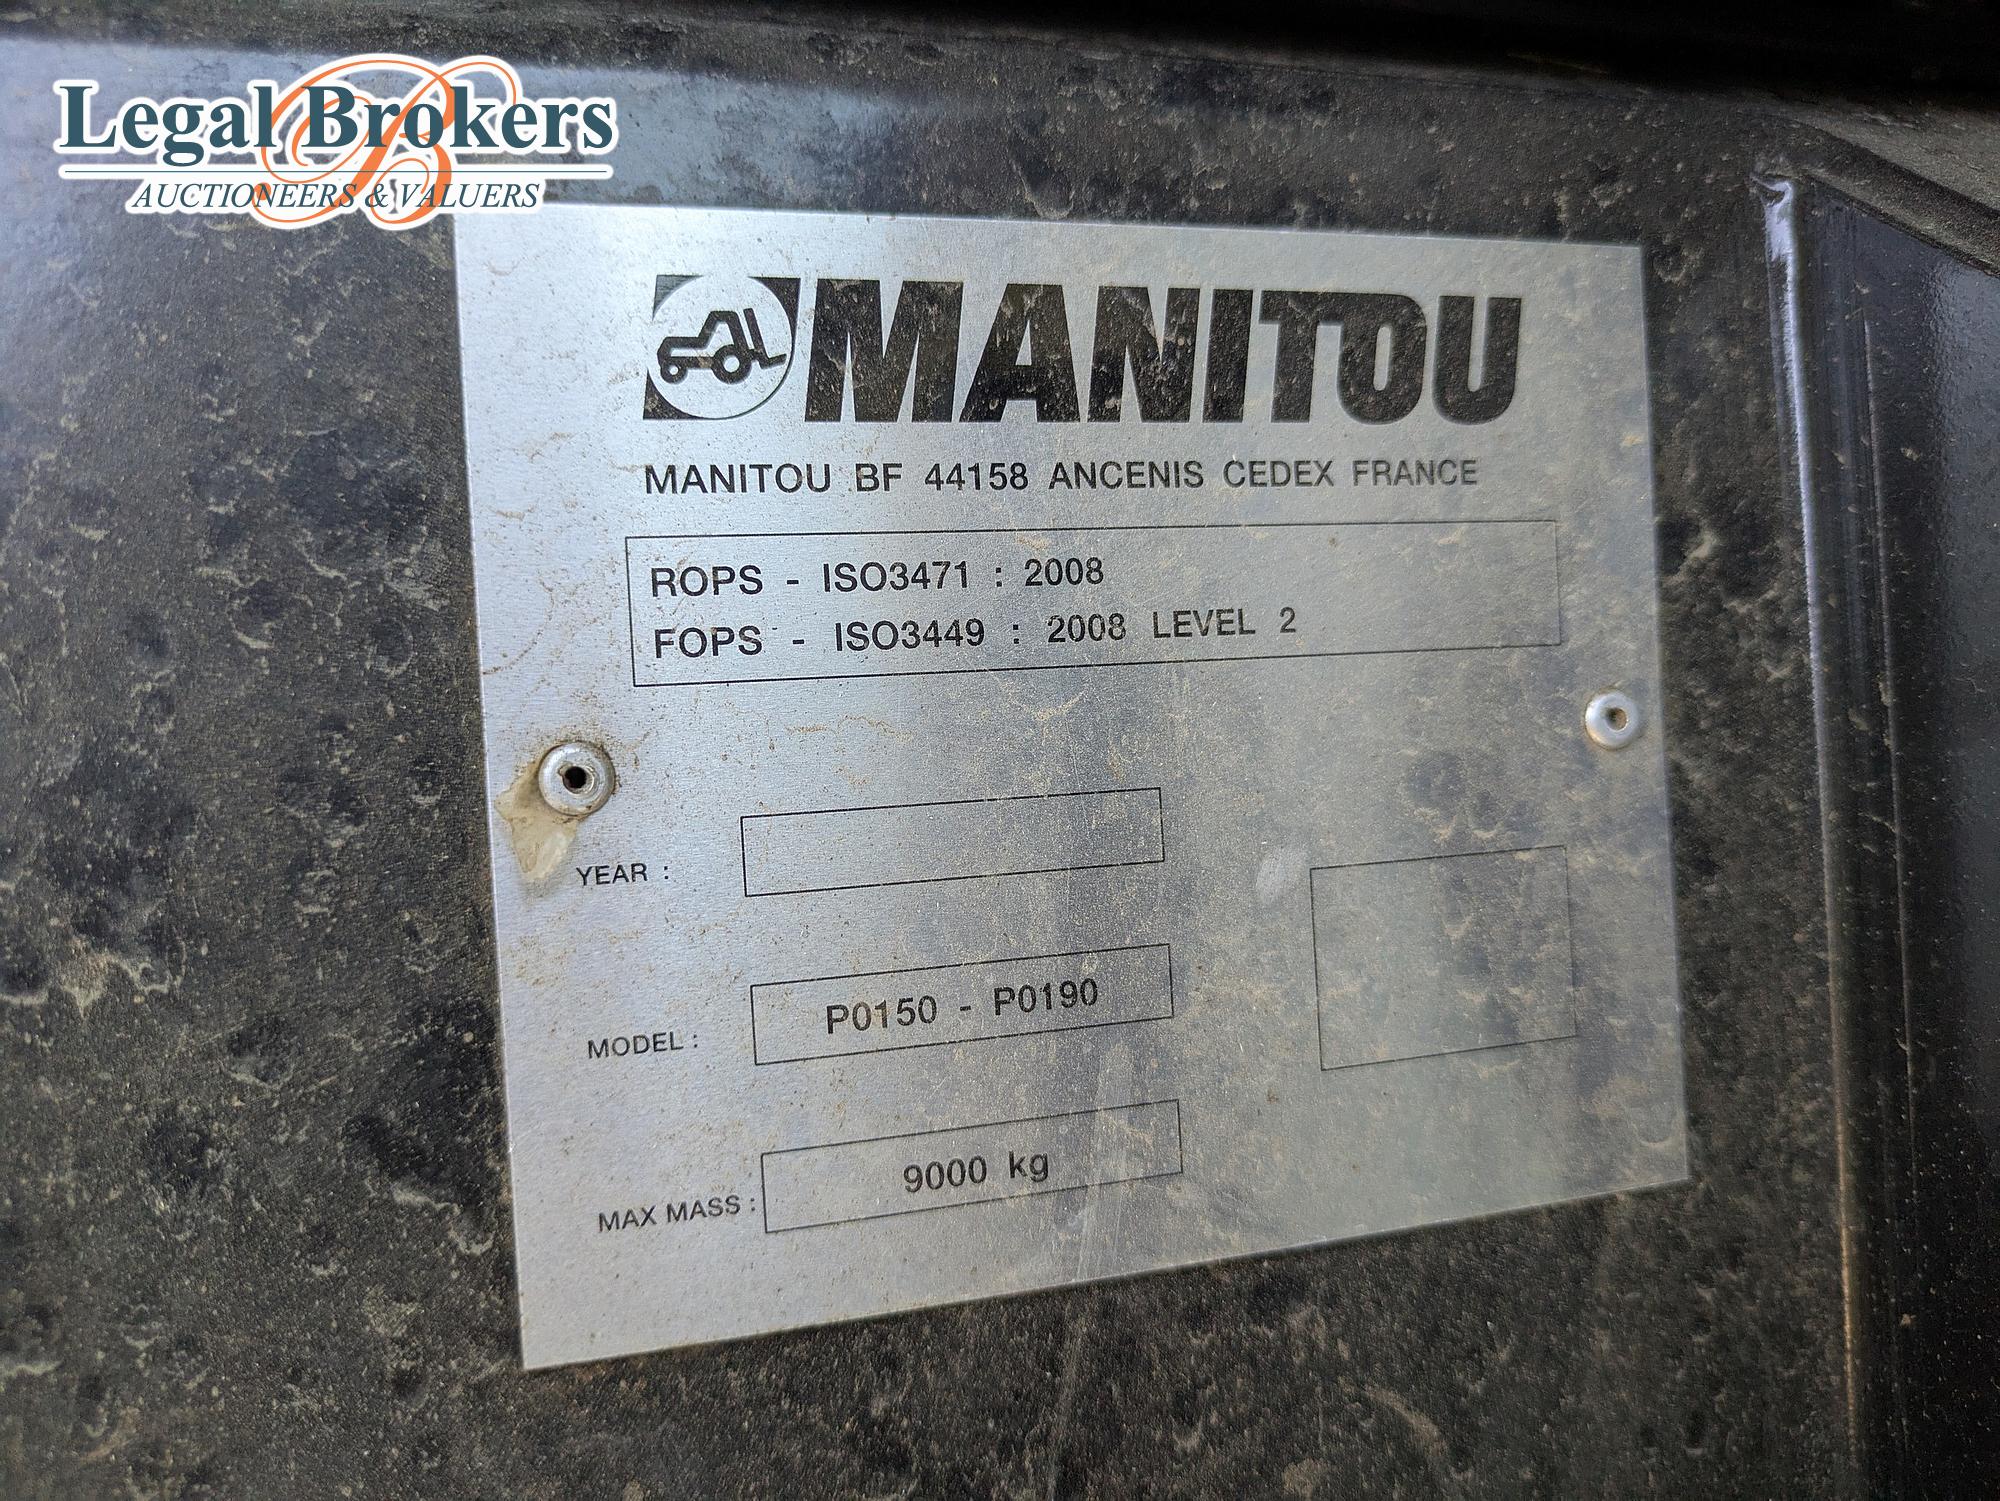 Legal Brokers
AUCTIONEERS & VALUERS
MANITOU
MANITOU BF 44158 ANCENIS CEDEX FRANCE
ROPS - ISO3471 : 2008
FOPS - ISO3449 : 2008 LEVEL 2
YEAR :
MODEL : P0150 - P0190
MAX MASS : 9000 kg